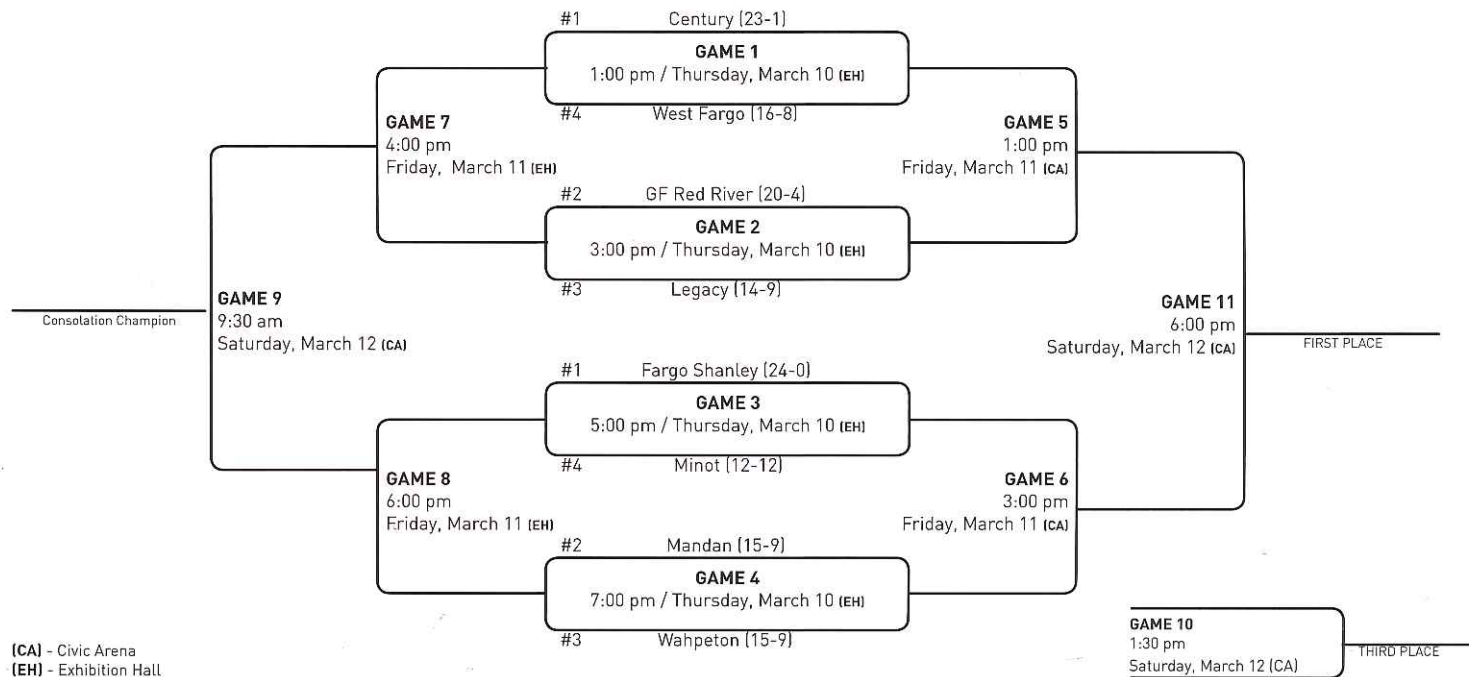 #1 Century (23-1)
GAME 1
1:00 pm / Thursday, March 10 (EH)
#4 West Fargo (16-8)
GAME 7
4:00 pm
Friday, March 11 (EH)
GAME 5
1:00 pm
Friday, March 11 (CA)
#2 GF Red River (20-4)
GAME 2
3:00 pm / Thursday, March 10 (EH)
#3 Legacy (14-9)
GAME 9
9:30 am
Saturday, March 12 (CA)
Consolation Champion
GAME 11
6:00 pm
Saturday, March 12 (CA)
FIRST PLACE
#1 Fargo Shanley (24-0)
GAME 3
5:00 pm / Thursday, March 10 (EH)
#4 Minot (12-12)
GAME 8
6:00 pm
Friday, March 11 (EH)
GAME 6
3:00 pm
Friday, March 11 (CA)
#2 Mandan (15-9)
GAME 4
7:00 pm / Thursday, March 10 (EH)
#3 Wahpeton (15-9)
GAME 10
1:30 pm
Saturday, March 12 (CA)
THIRD PLACE
(CA) - Civic Arena
(EH) - Exhibition Hall